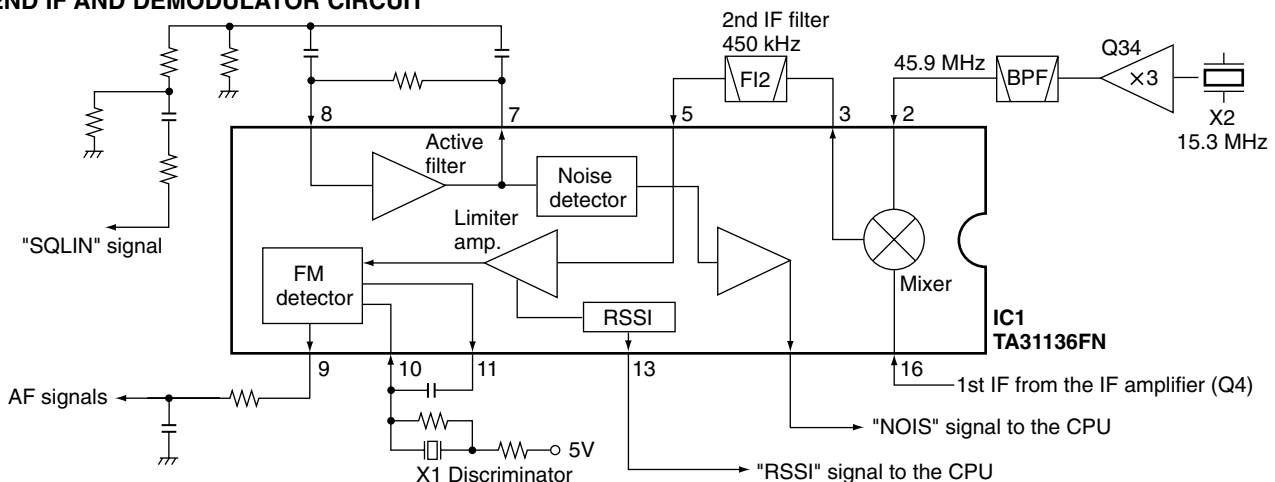 2ND IF AND DEMODULATOR CIRCUIT
2nd IF filter
450 kHz
45.9 MHz
Q34
FI2
BPF
×3
X2
15.3 MHz
8
7
5
3
2
Active
filter
Noise
detector
"SQLIN" signal
Limiter
amp.
FM
detector
Mixer
RSSI
IC1
TA31136FN
9
10
11
13
16
AF signals
1st IF from the IF amplifier (Q4)
"NOIS" signal to the CPU
5V
X1 Discriminator
"RSSI" signal to the CPU